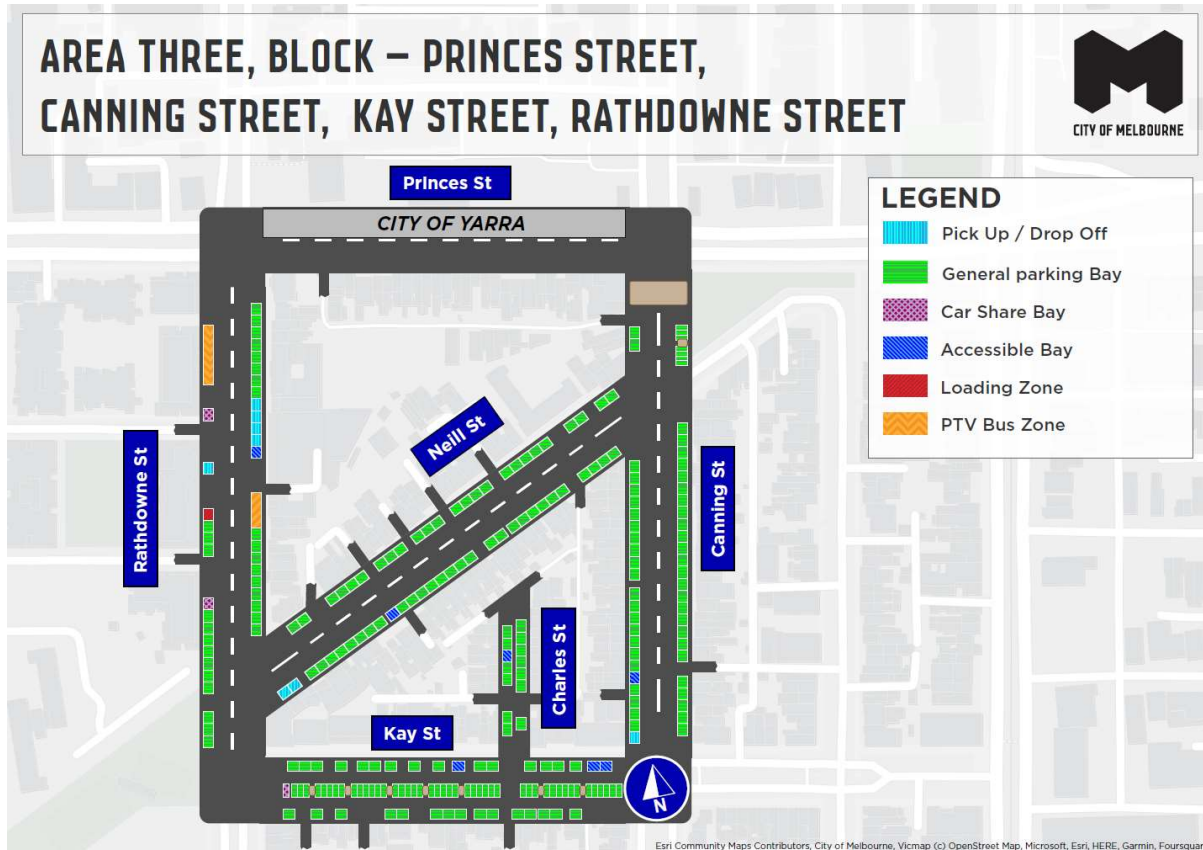 AREA THREE, BLOCK – PRINCES STREET,
CANNING STREET, KAY STREET, RATHDOWNE STREET
CITY OF MELBOURNE
Princes St
CITY OF YARRA
LEGEND
Pick Up / Drop Off
General parking Bay
Car Share Bay
Accessible Bay
Loading Zone
PTV Bus Zone
Neill St
Rathdowne St
Canning St
Charles St
Kay St
N
Esri Community Maps Contributors, City of Melbourne, Vicmap (c) OpenStreet Map, Microsoft, Esri, HERE, Garmin, Foursquar